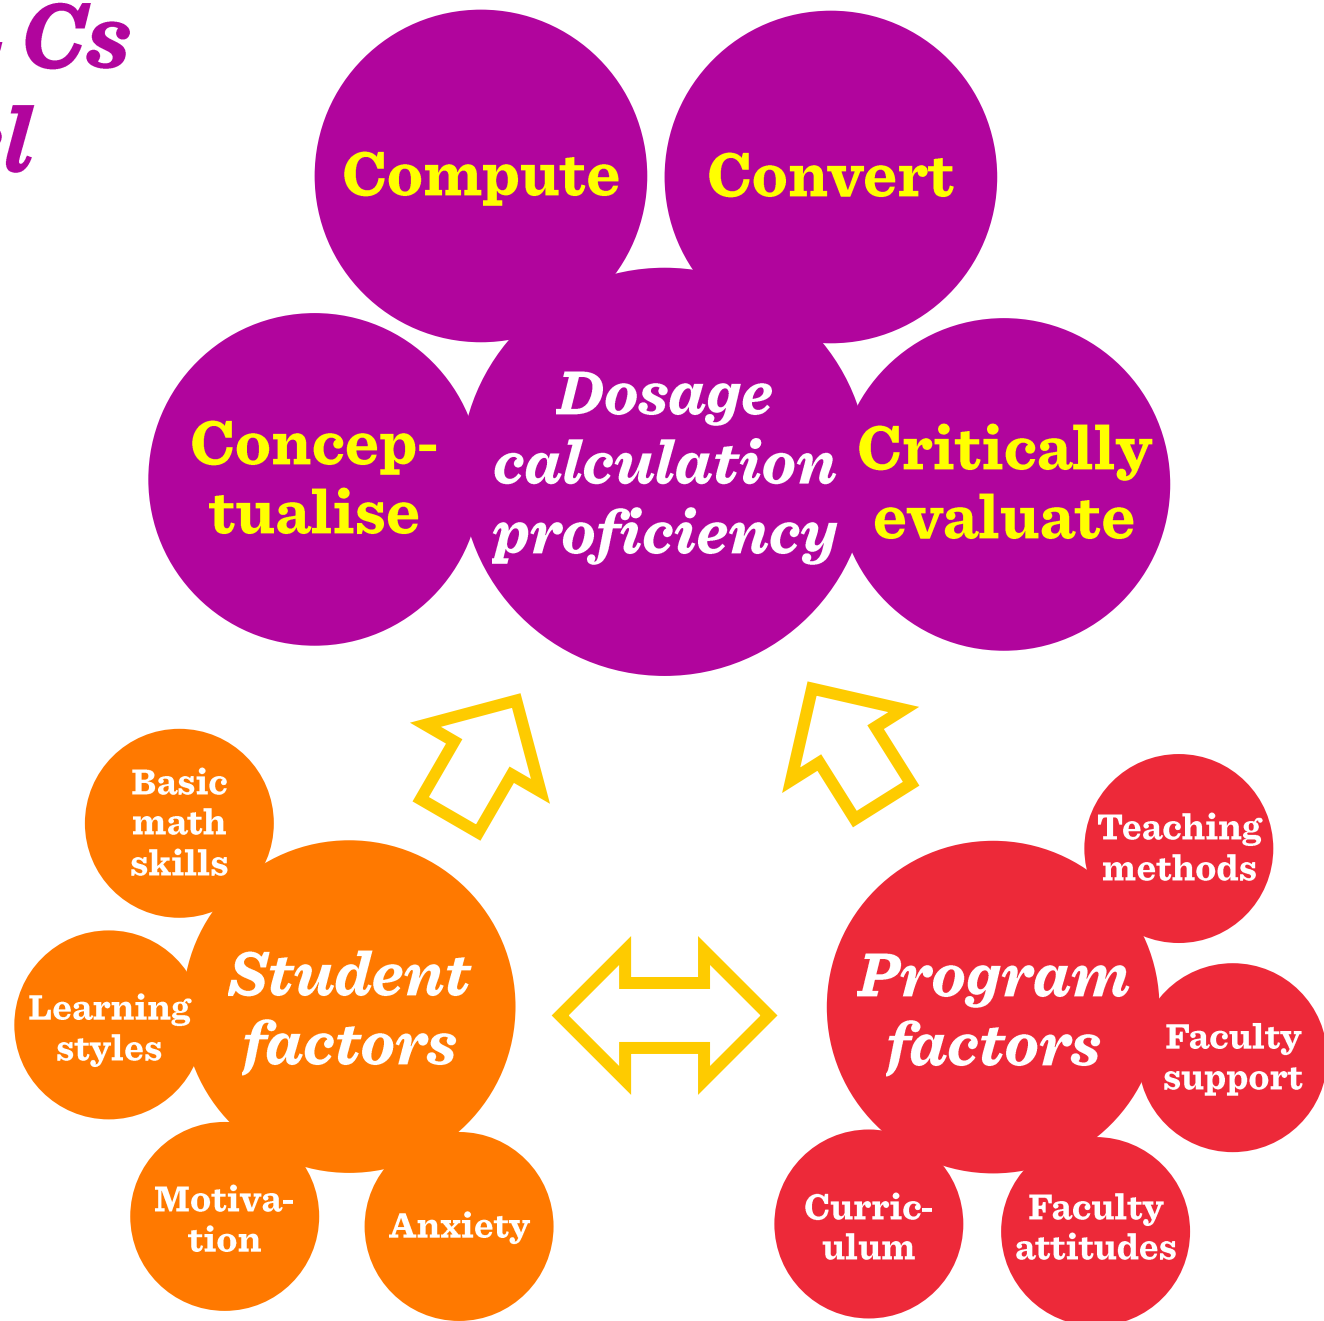 Cs
Compute
Convert
Concep-
tualise
Dosage
calculation
proficiency
Critically
evaluate
Basic
math
skills
Learning
styles
Student
factors
Motiva-
tion
Anxiety
Program
factors
Teaching
methods
Faculty
support
Curric-
ulum
Faculty
attitudes